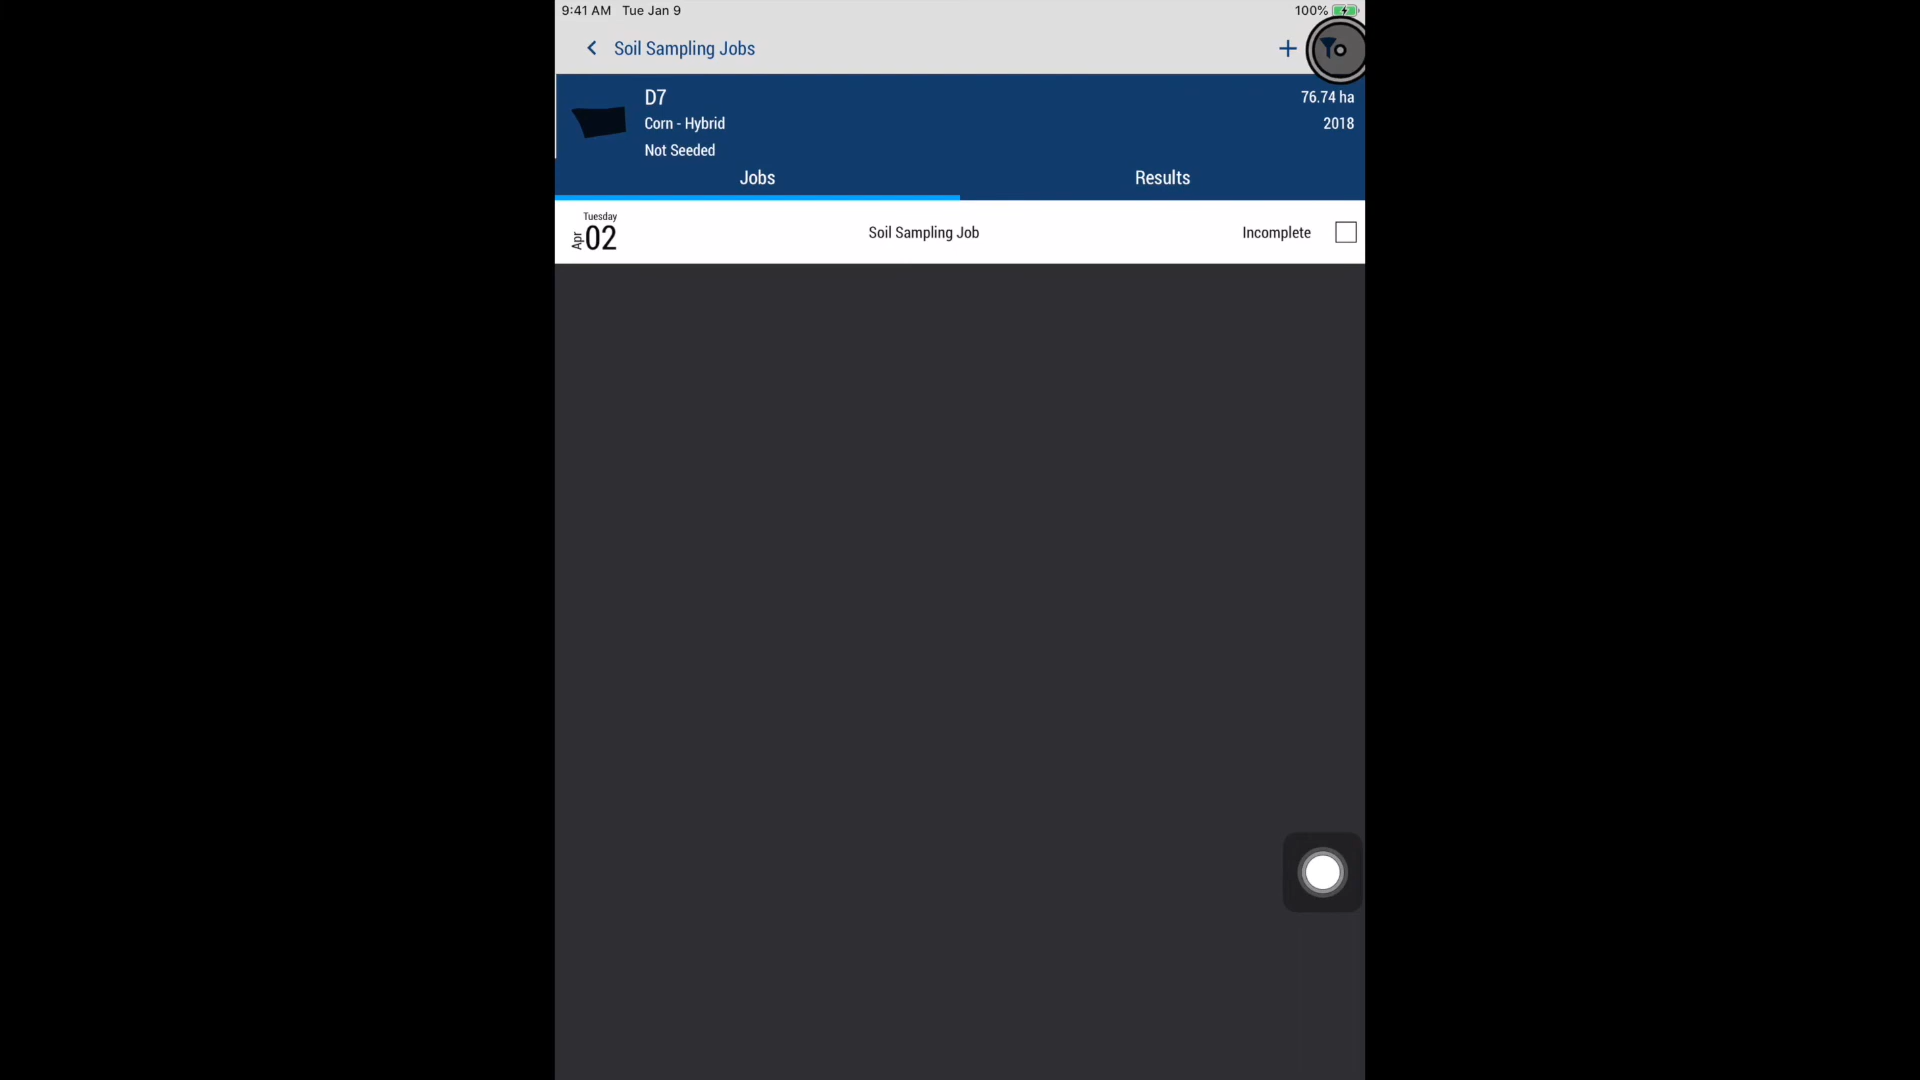 9:41 AM Tue Jan 9 100%
Soil Sampling Jobs
D7 76.74 ha
Corn - Hybrid 2018
Not Seeded
Jobs Results
Tuesday
Apr 02 Soil Sampling Job Incomplete